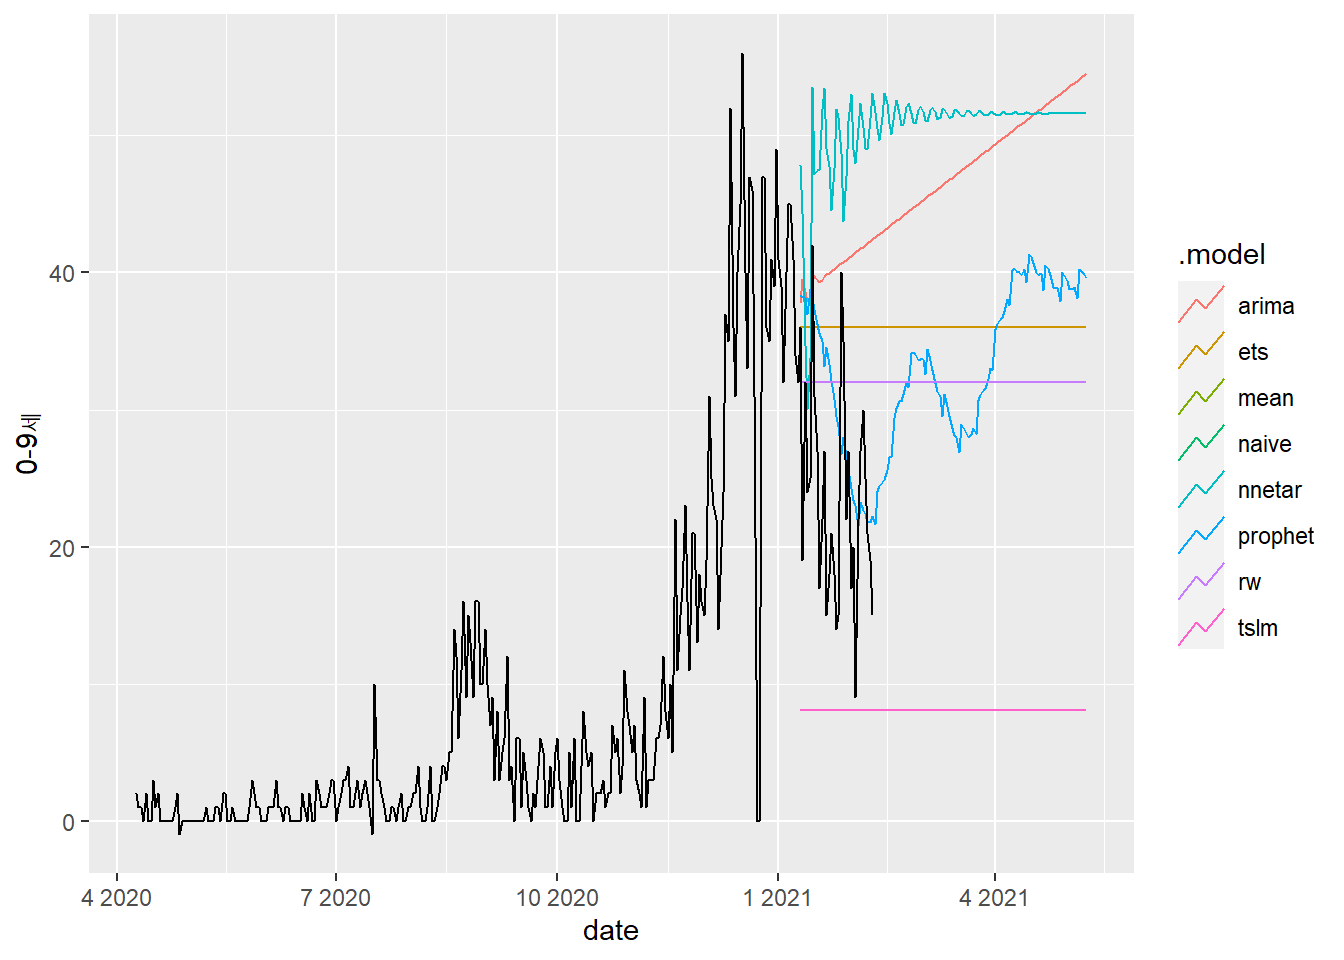 40
20
0
4 2020
7 2020
10 2020
1 2021
4 2021
date
0-9세
.model
arima
ets
mean
naive
nnetar
prophet
rw
tslm